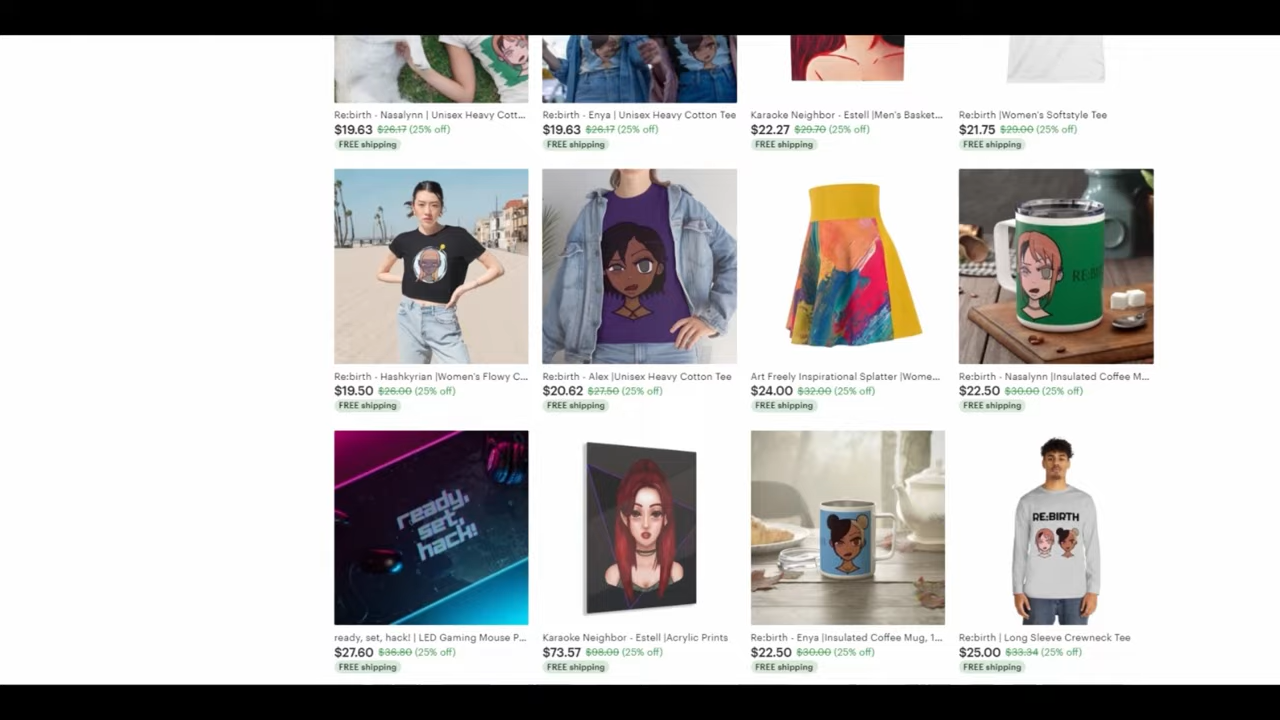 Re:birth - Nasalynn | Unisex Heavy Cott...
$19.63 $26.17 (25% off)
FREE shipping
Re:birth - Enya | Unisex Heavy Cotton Tee
$19.63 $26.17 (25% off)
FREE shipping
Karaoke Neighbor - Estell |Men's Basket...
$22.27 $29.70 (25% off)
FREE shipping
Re:birth |Women's Softstyle Tee
$21.75 $29.00 (25% off)
FREE shipping
RE:BI
Re:birth - Hashkyrian |Women's Flowy C...
$19.50 $26.00 (25% off)
FREE shipping
Re:birth - Alex |Unisex Heavy Cotton Tee
$20.62 $27.50 (25% off)
FREE shipping
Art Freely Inspirational Splatter |Wome...
$24.00 $32.00 (25% off)
FREE shipping
Re:birth - Nasalynn |Insulated Coffee M...
$22.50 $30.00 (25% off)
FREE shipping
ready,
set,
hack!
RE:BIRTH
ready, set, hack! | LED Gaming Mouse P...
$27.60 $36.80 (25% off)
FREE shipping
Karaoke Neighbor - Estell |Acrylic Prints
$73.57 $98.09 (25% off)
FREE shipping
Re:birth - Enya |Insulated Coffee Mug, 1...
$22.50 $30.00 (25% off)
FREE shipping
Re:birth | Long Sleeve Crewneck Tee
$25.00 $33.34 (25% off)
FREE shipping